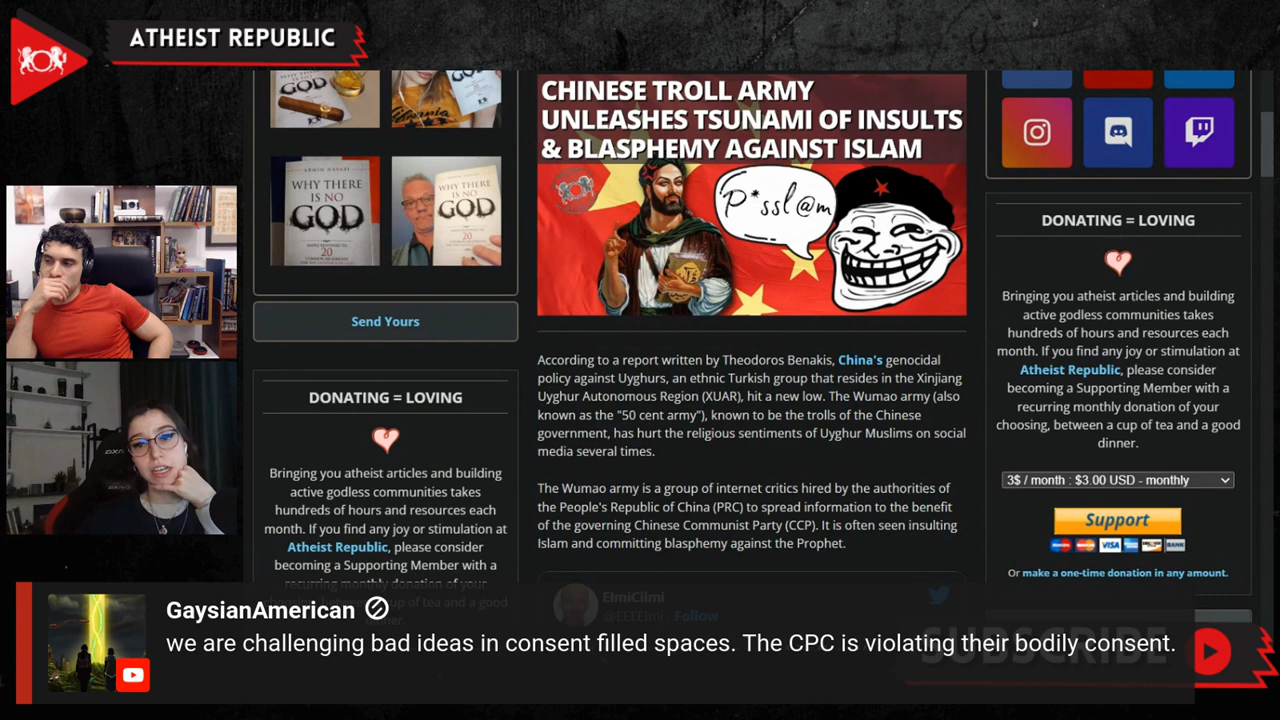 ATHEIST REPUBLIC
WHY THERE IS NO
GOD
WHY THERE
IS NO
GOD
Send Yours
DONATING = LOVING
Bringing you atheist articles and building
active godless communities takes
hundreds of hours and resources each
month. If you find any joy or stimulation at
Atheist Republic, please consider
becoming a Supporting Member with a
recurring monthly donation of your
CHINESE TROLL ARMY
UNLEASHES TSUNAMI OF INSULTS
& BLASPHEMY AGAINST ISLAM
P*ssl@m
According to a report written by Theodoros Benakis, China's genocidal
policy against Uyghurs, an ethnic Turkish group that resides in the Xinjiang
Uyghur Autonomous Region (XUAR), hit a new low. The Wumao army (also
known as the "50 cent army"), known to be the trolls of the Chinese
government, has hurt the religious sentiments of Uyghur Muslims on social
media several times.
The Wumao army is a group of internet critics hired by the authorities of
the People's Republic of China (PRC) to spread information to the benefit
of the governing Chinese Communist Party (CCP). It is often seen insulting
Islam and committing blasphemy against the Prophet.
ElmiCilmi
@EEEElmi · Follow
DONATING = LOVING
Bringing you atheist articles and building
active godless communities takes
hundreds of hours and resources each
month. If you find any joy or stimulation at
Atheist Republic, please consider
becoming a Supporting Member with a
recurring monthly donation of your
choosing, between a cup of tea and a good
dinner.
3$ / month : $3.00 USD - monthly
Support
VISA
BANK
Or make a one-time donation in any amount.
SUBSCRIBE
GaysianAmerican
we are challenging bad ideas in consent filled spaces. The CPC is violating their bodily consent.